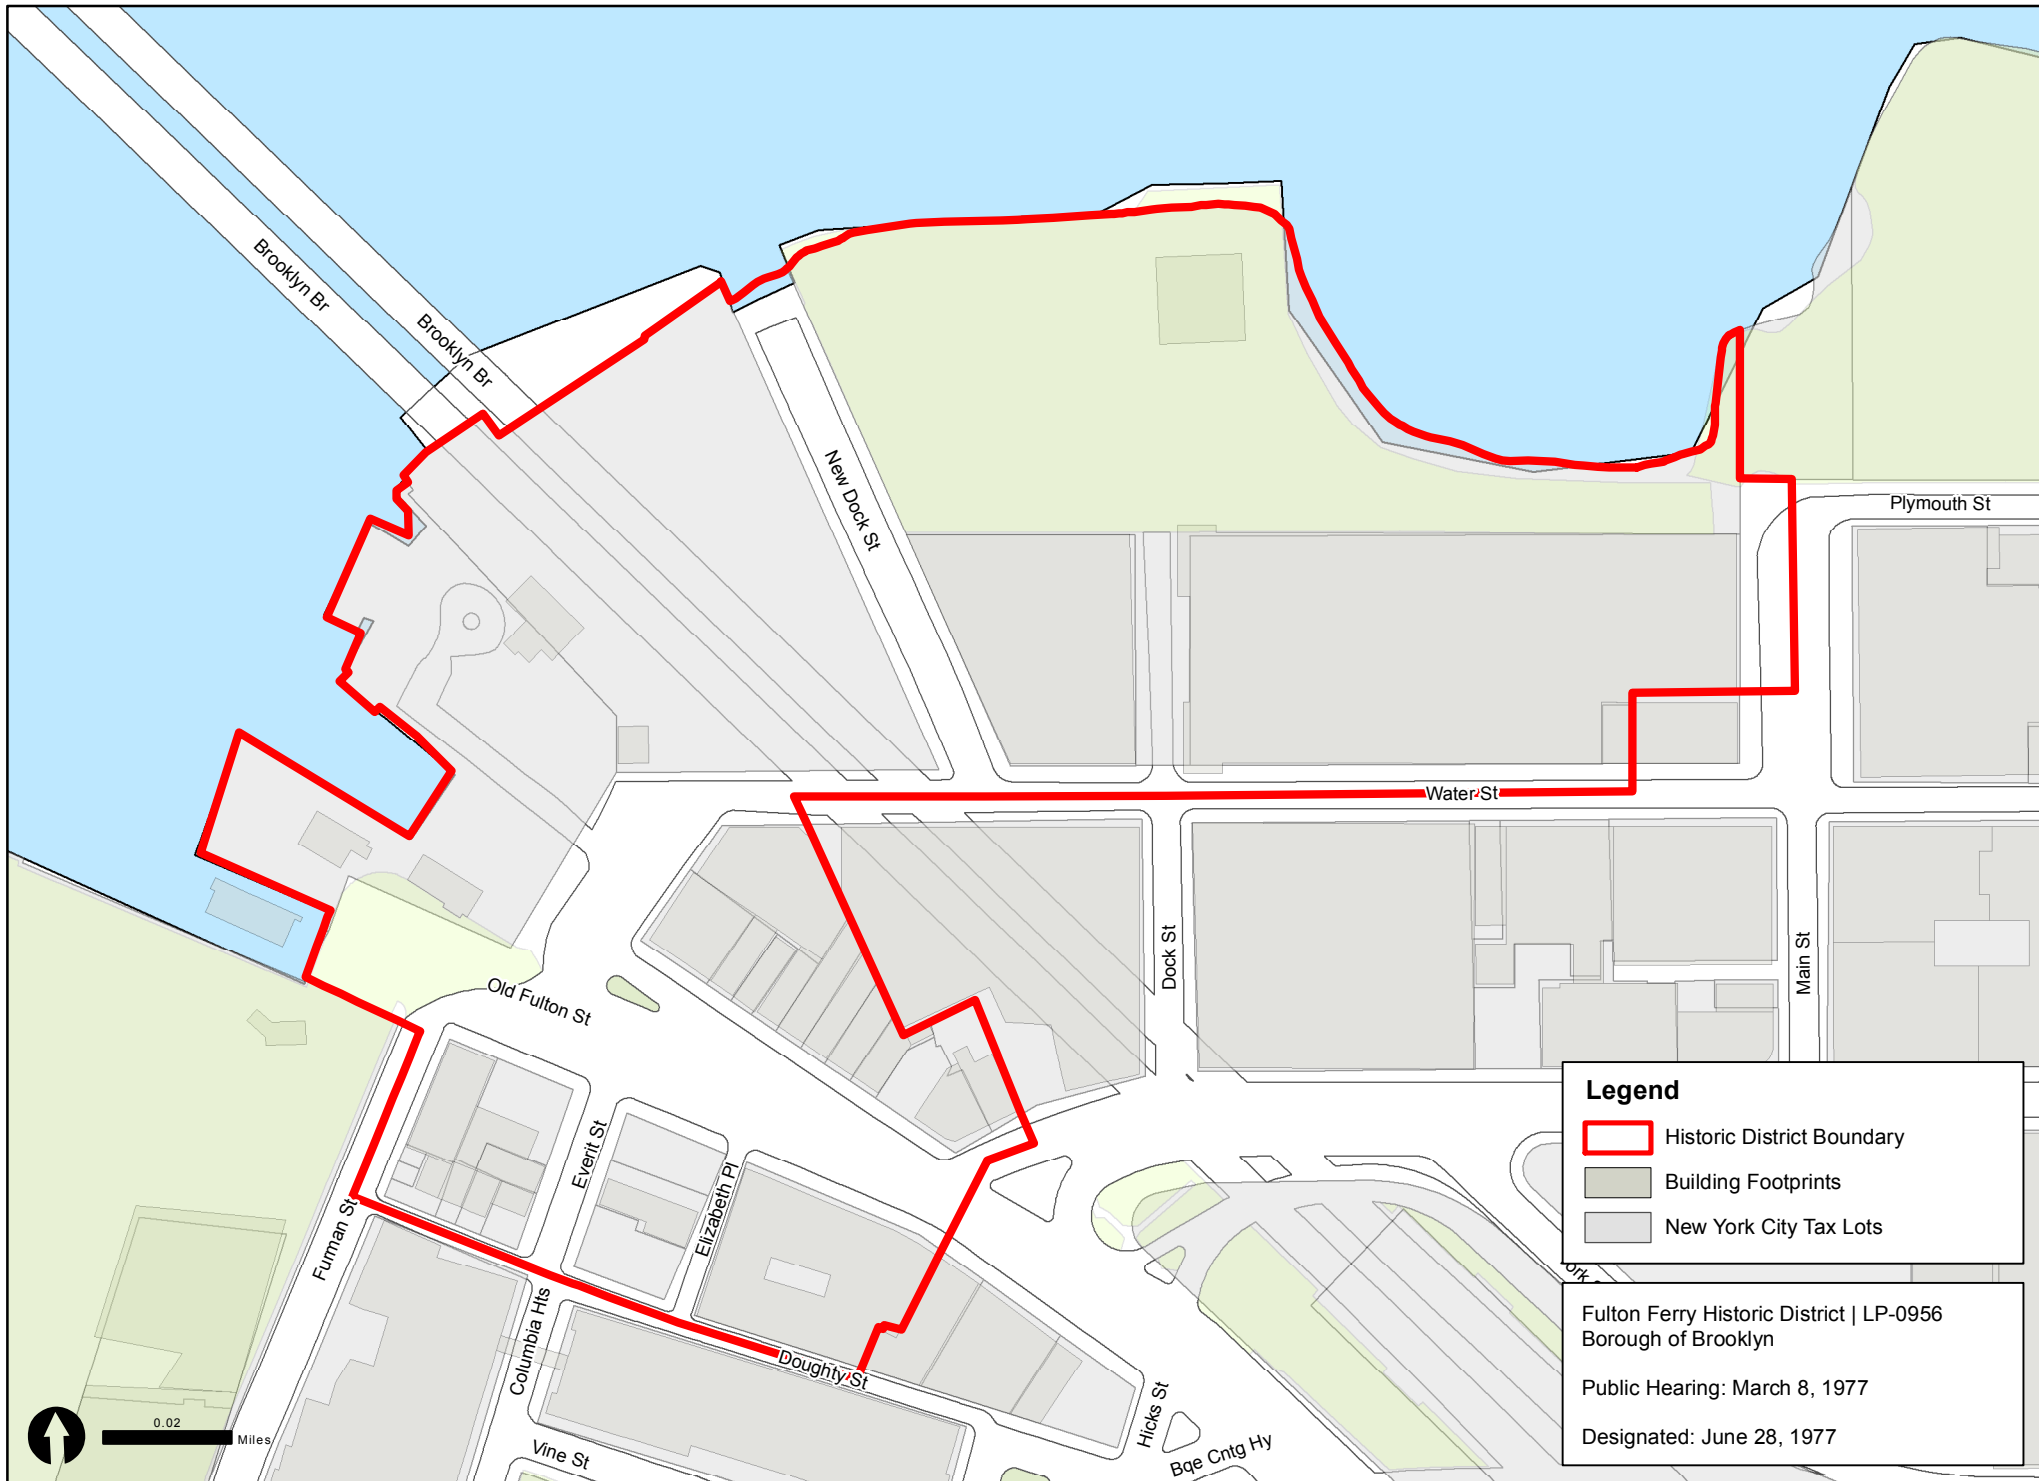 Brooklyn Br
Brooklyn Br
New Dock St
Plymouth St
Water St
Old Fulton St
Dock St
Main St
Everit St
Elizabeth Pl
Furman St
Columbia Hts
Doughty St
Hicks St
Vine St
Bqe Cntg Hy
0.02
Miles
Legend
Historic District Boundary
Building Footprints
New York City Tax Lots
Fulton Ferry Historic District | LP-0956
Borough of Brooklyn
Public Hearing: March 8, 1977
Designated: June 28, 1977